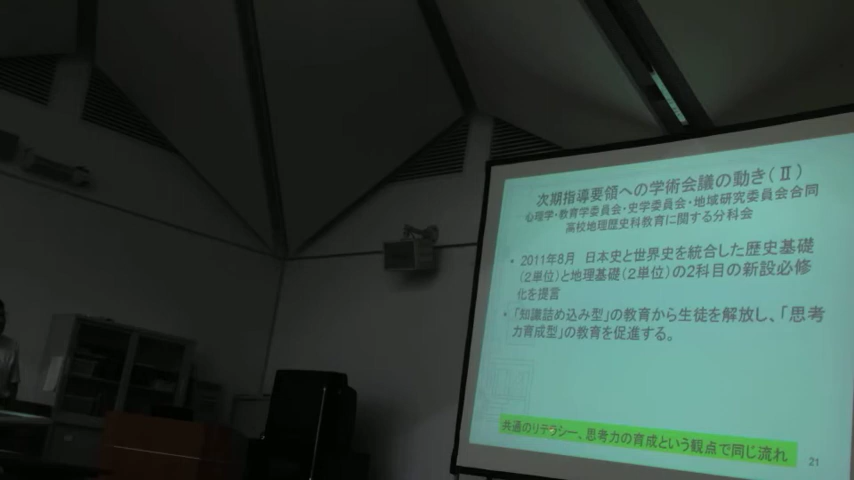 次期指導要領への学術会議の動き(Ⅱ)
心理学・教育学委員会・史学委員会・地域研究委員会合同
高校地理歴史科教育に関する分科会
• 2011年8月 日本史と世界史を統合した歴史基礎
(2単位)と地理基礎(2単位)の2科目の新設必修
化を提言
• 「知識詰め込み型」の教育から生徒を解放し、「思考
力育成型」の教育を促進する。
共通のリテラシー、思考力の育成という観点で同じ流れ
21